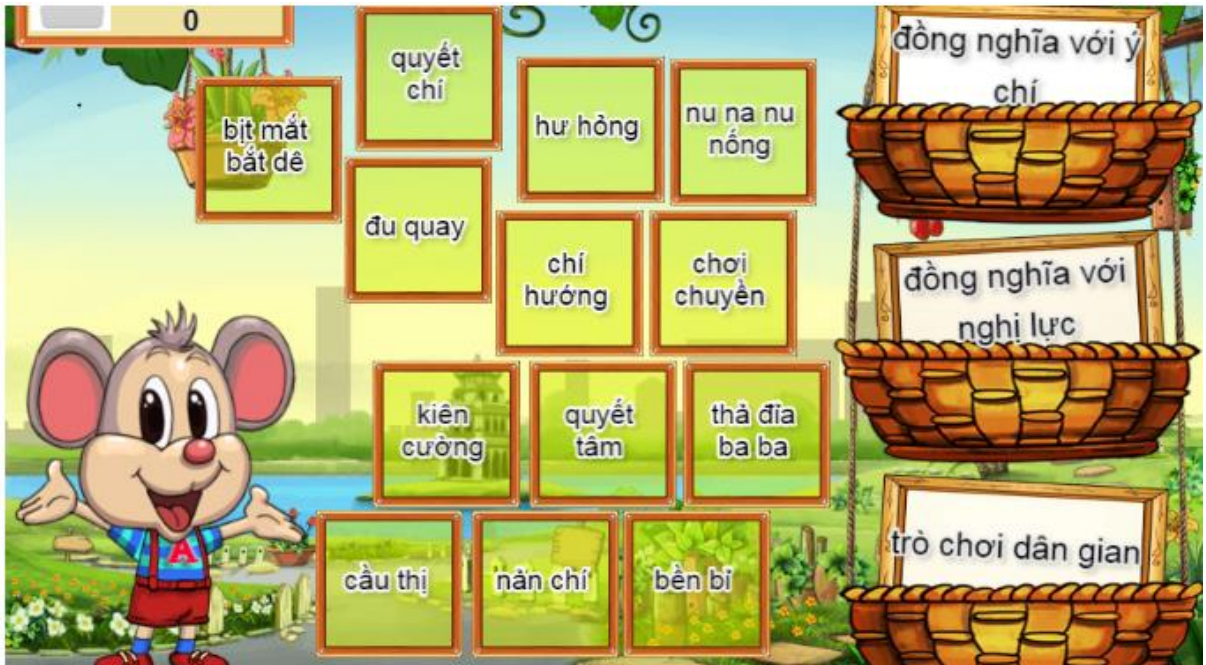 0
quyết
chí
bịt mắt
bắt dê
hư hỏng
nu na nu
nống
đu quay
chí
hướng
chơi
chuyền
kiên
cường
quyết
tâm
thả đỉa
ba ba
cầu thị
nản chí
bền bỉ
đồng nghĩa với ý
chí
đồng nghĩa với
nghị lực
trò chơi dân gian
A